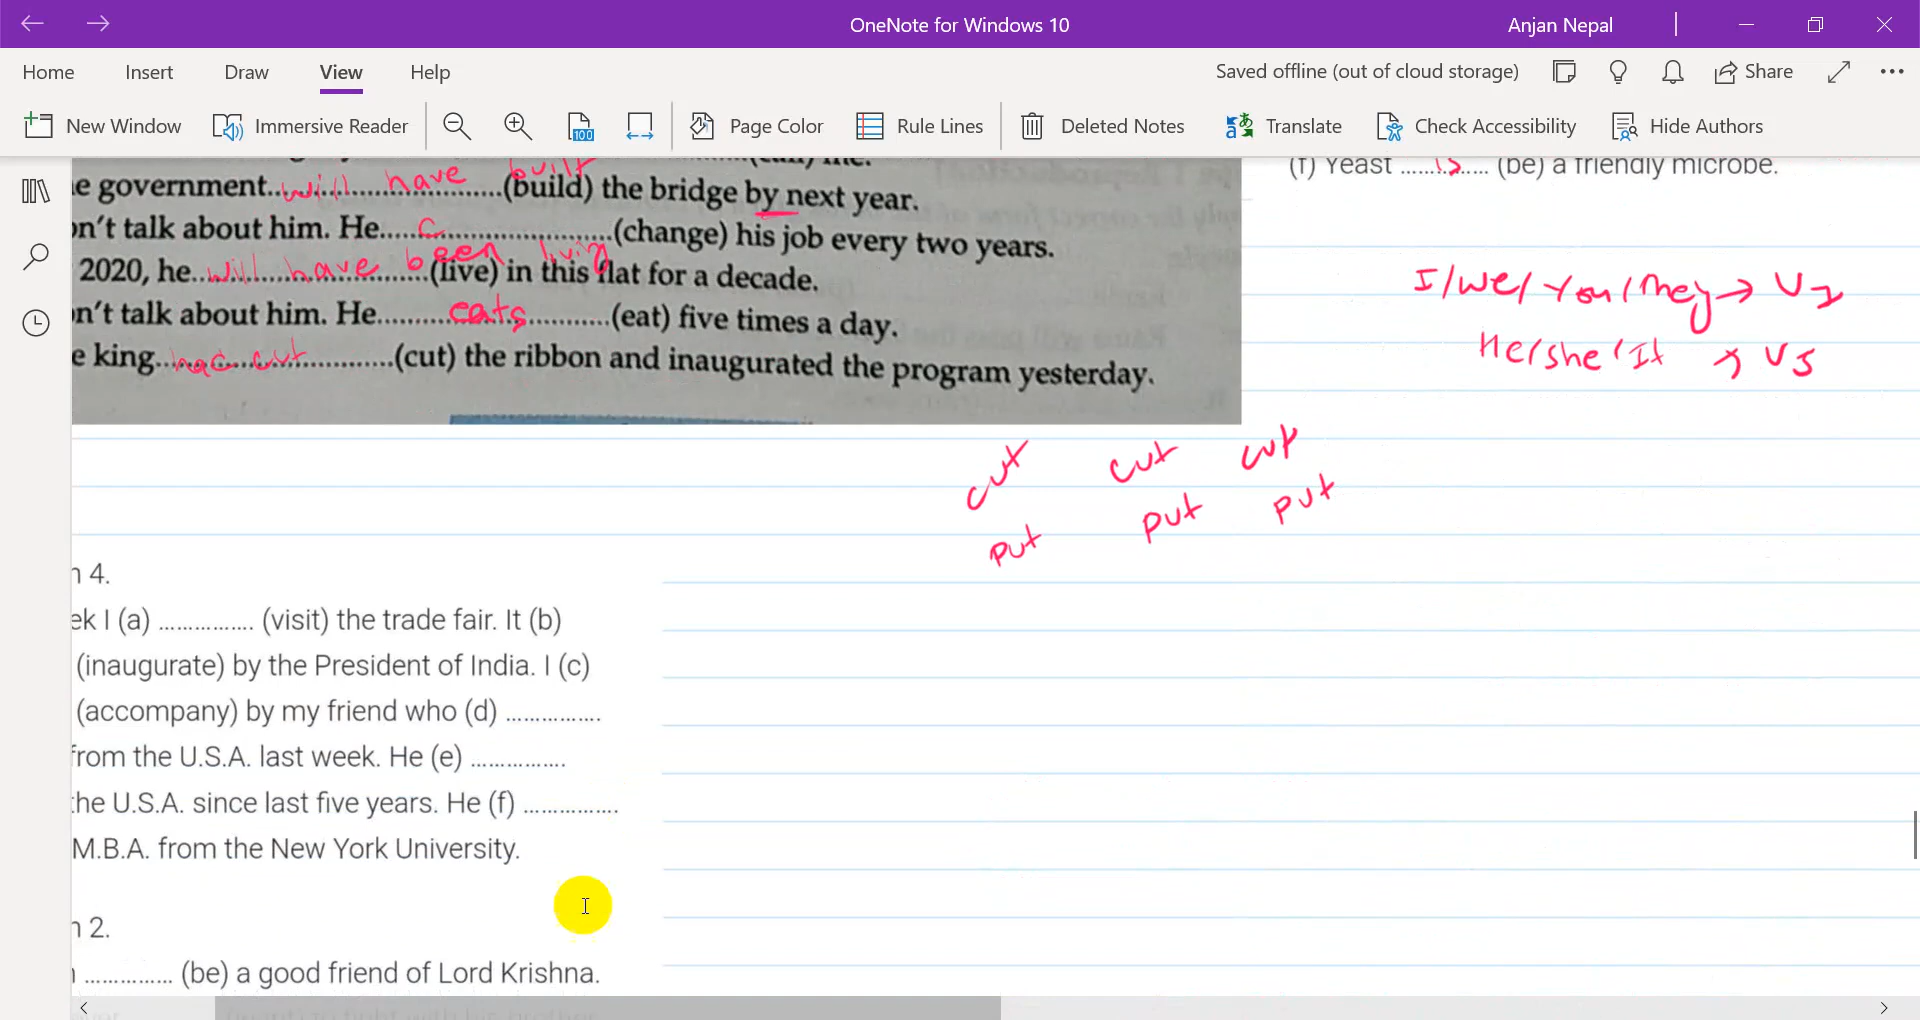 OneNote for Windows 10
Anjan Nepal
Home Insert Draw View Help
Saved offline (out of cloud storage) Share
New Window Immersive Reader 100 Page Color Rule Lines Deleted Notes Translate Check Accessibility Hide Authors
me.
e government will have built (build) the bridge by next year.
n't talk about him. He c (change) his job every two years.
2020, he will have been living (live) in this flat for a decade.
n't talk about him. He eats (eat) five times a day.
e king had cut (cut) the ribbon and inaugurated the program yesterday.
(f) Yeast ...is... (be) a friendly microbe.
I/We/You/They → V1
He/She/It → V5
cut cut cut
put put put
n 4.
ek I (a) ............... (visit) the trade fair. It (b)
(inaugurate) by the President of India. I (c)
(accompany) by my friend who (d) ...............
from the U.S.A. last week. He (e) ...............
the U.S.A. since last five years. He (f) ...............
M.B.A. from the New York University.
n 2.
............... (be) a good friend of Lord Krishna.